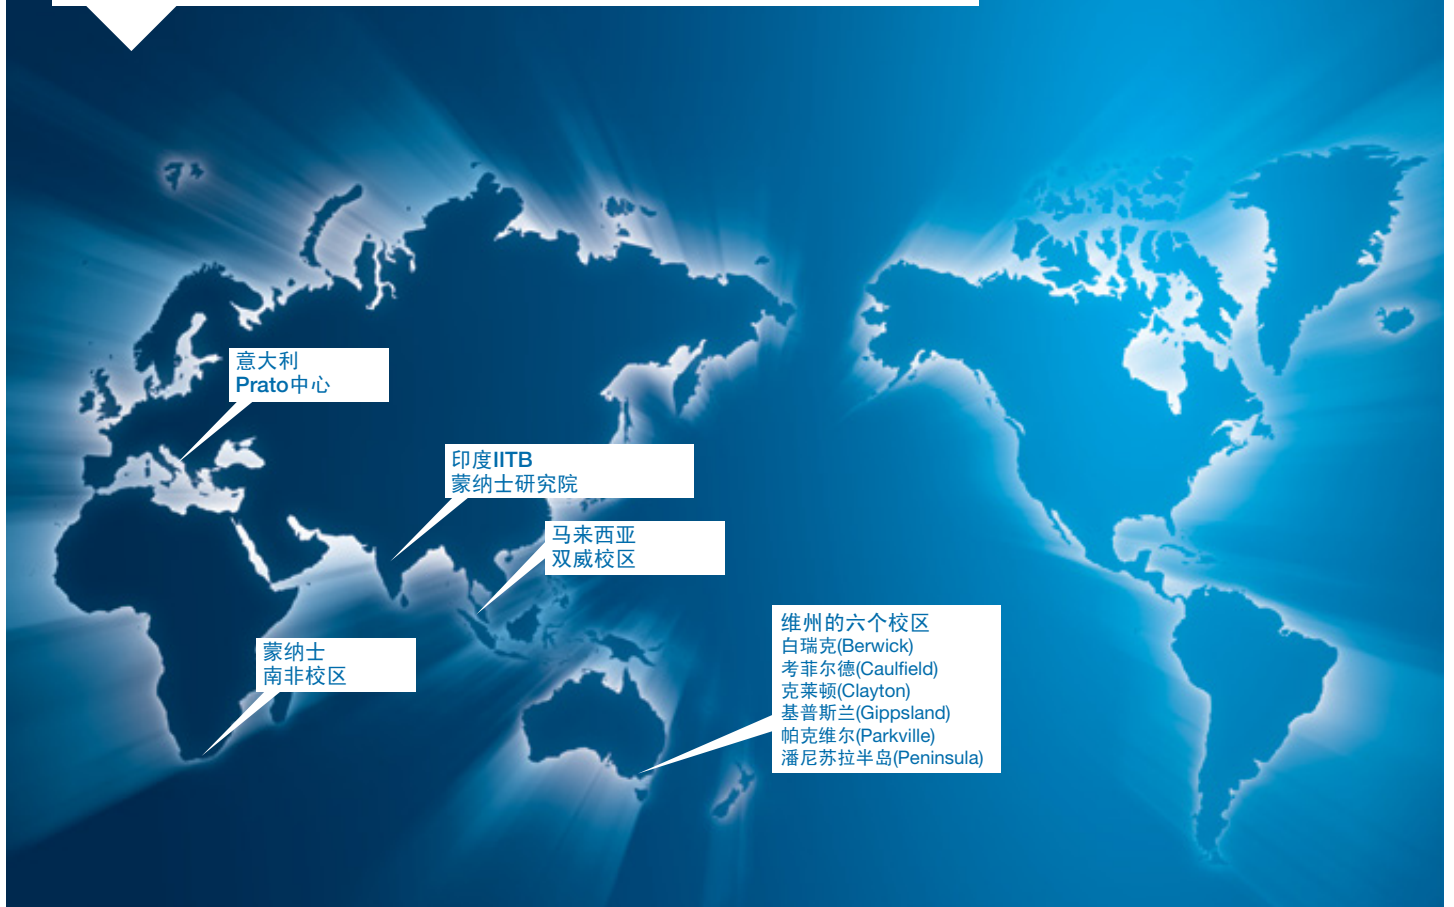 意大利
Prato中心
印度IITB
蒙纳士研究院
马来西亚
双威校区
维州的六个校区
白瑞克(Berwick)
考菲尔德(Caulfield)
克莱顿(Clayton)
基普斯兰(Gippsland)
帕克维尔(Parkville)
潘尼苏拉半岛(Peninsula)
蒙纳士
南非校区